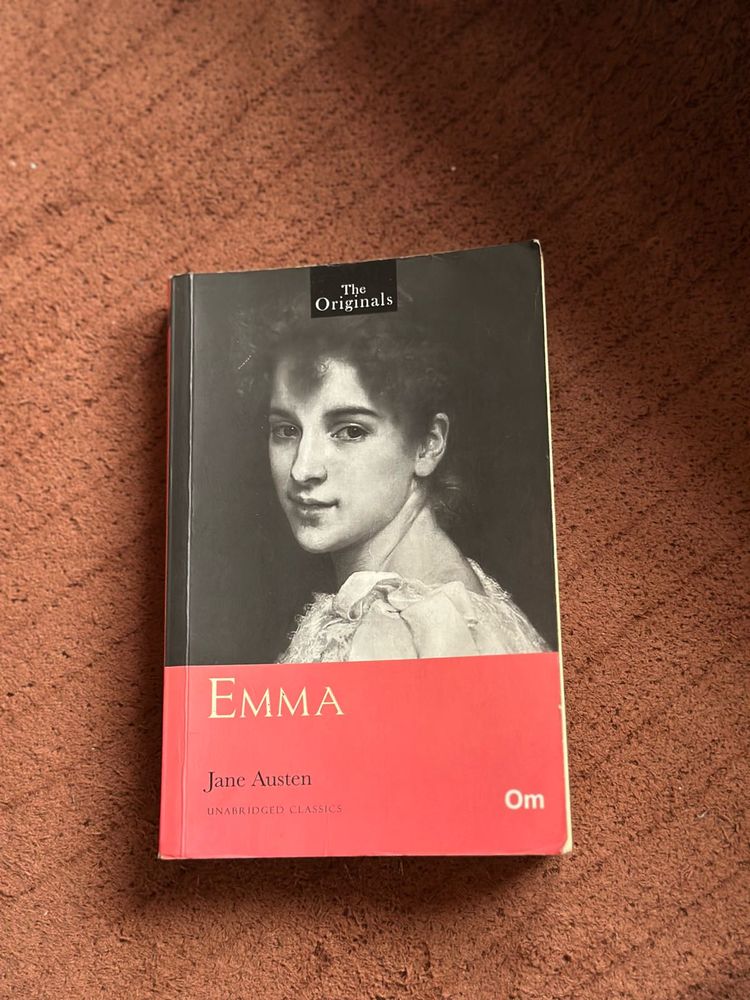 The
Originals
EMMA
Jane Austen
UNABRIDGED CLASSICS
Om